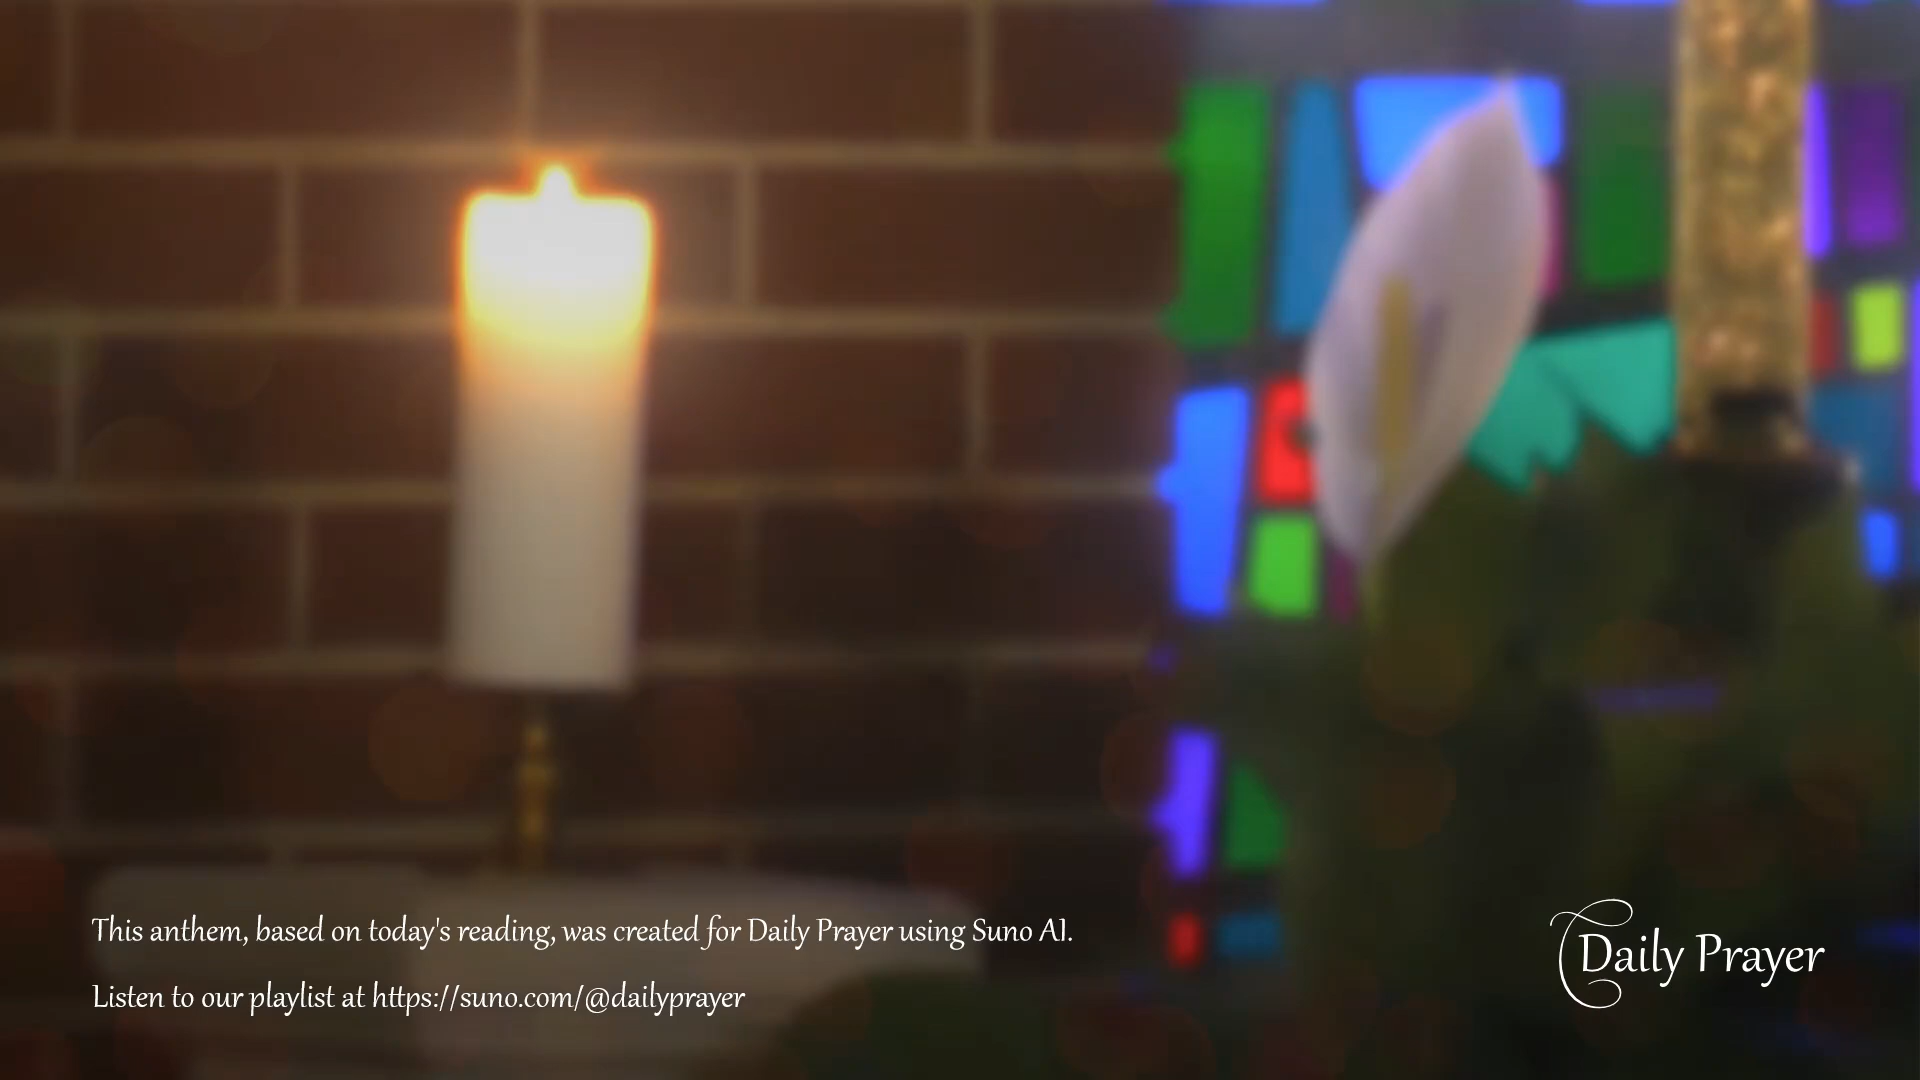 This anthem, based on today's reading, was created for Daily Prayer using Suno AI.
Listen to our playlist at https://suno.com/@dailyprayer
Daily Prayer